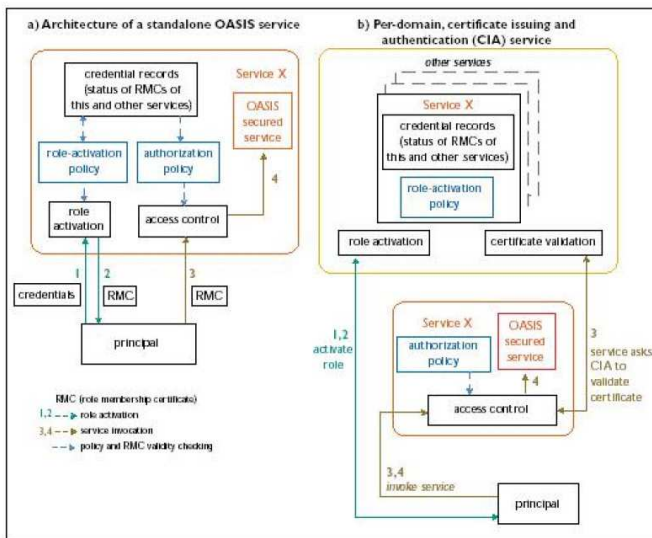 a) Architecture of a standalone OASIS service
credential records
(status of RMCs of
this and other services)
Service X
OASIS
secured
service
role-activation
policy
authorization
policy
4
role
activation
access control
1
2
3
credentials
RMC
RMC
principal
RMC (role membership certificate)
1,2 role activation
3,4 service invocation
policy and RMC validity checking
b) Per-domain, certificate issuing and
authentication (CIA) service
other services
Service X
credential records
(status of RMCs of
this and other services)
role-activation
policy
role activation
certificate validation
1,2
activate
role
Service X
authorization
policy
OASIS
secured
service
4
access control
3
service asks
CIA to
validate
certificate
3,4
invoke service
principal